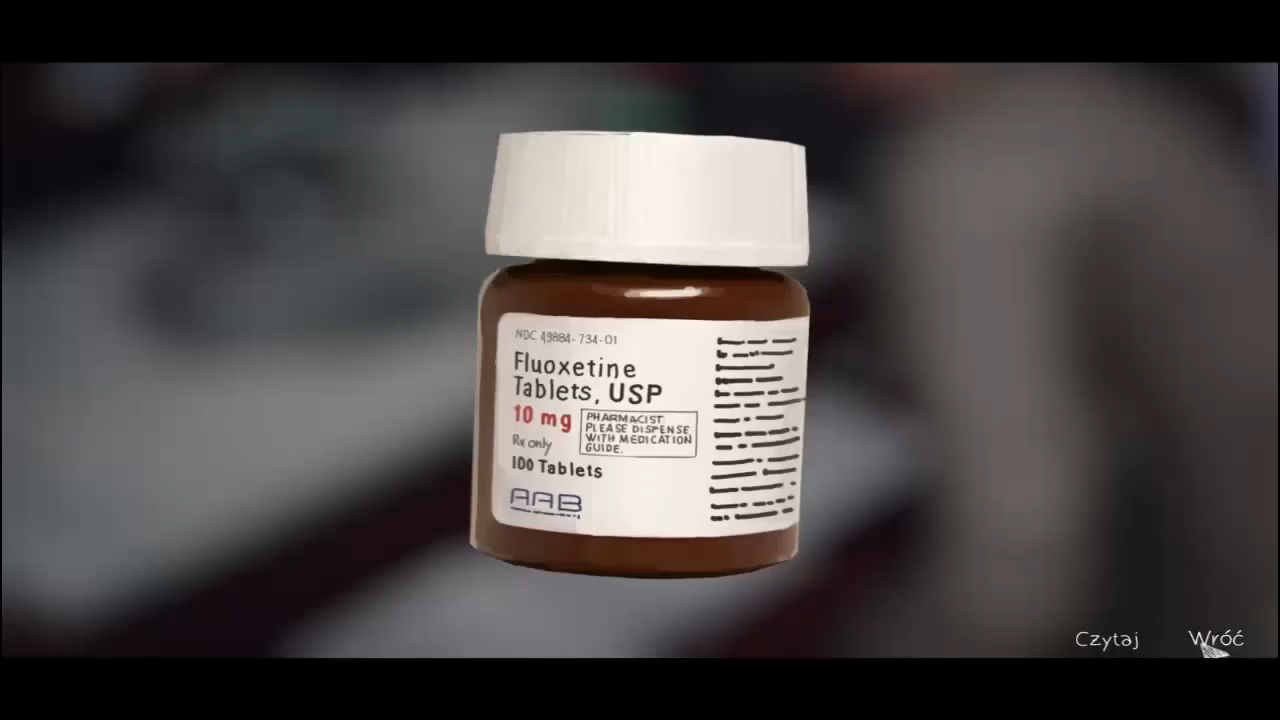 NDC 49884-734-01
Fluoxetine
Tablets, USP
10 mg
PHARMACIST:
PLEASE DISPENSE
WITH MEDICATION
GUIDE.
Rx only
100 Tablets
AAB
Czytaj
Wróć